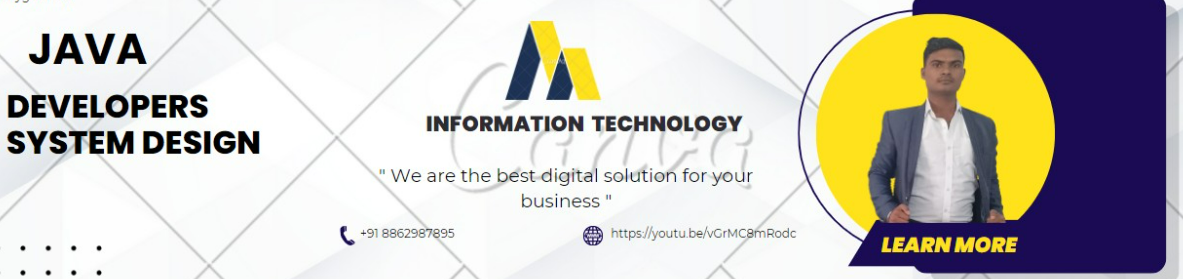 JAVA
DEVELOPERS
SYSTEM DESIGN
INFORMATION TECHNOLOGY
Canva
" We are the best digital solution for your
business "
+91 8862987895
https://youtu.be/vGrMC8mRodc
LEARN MORE